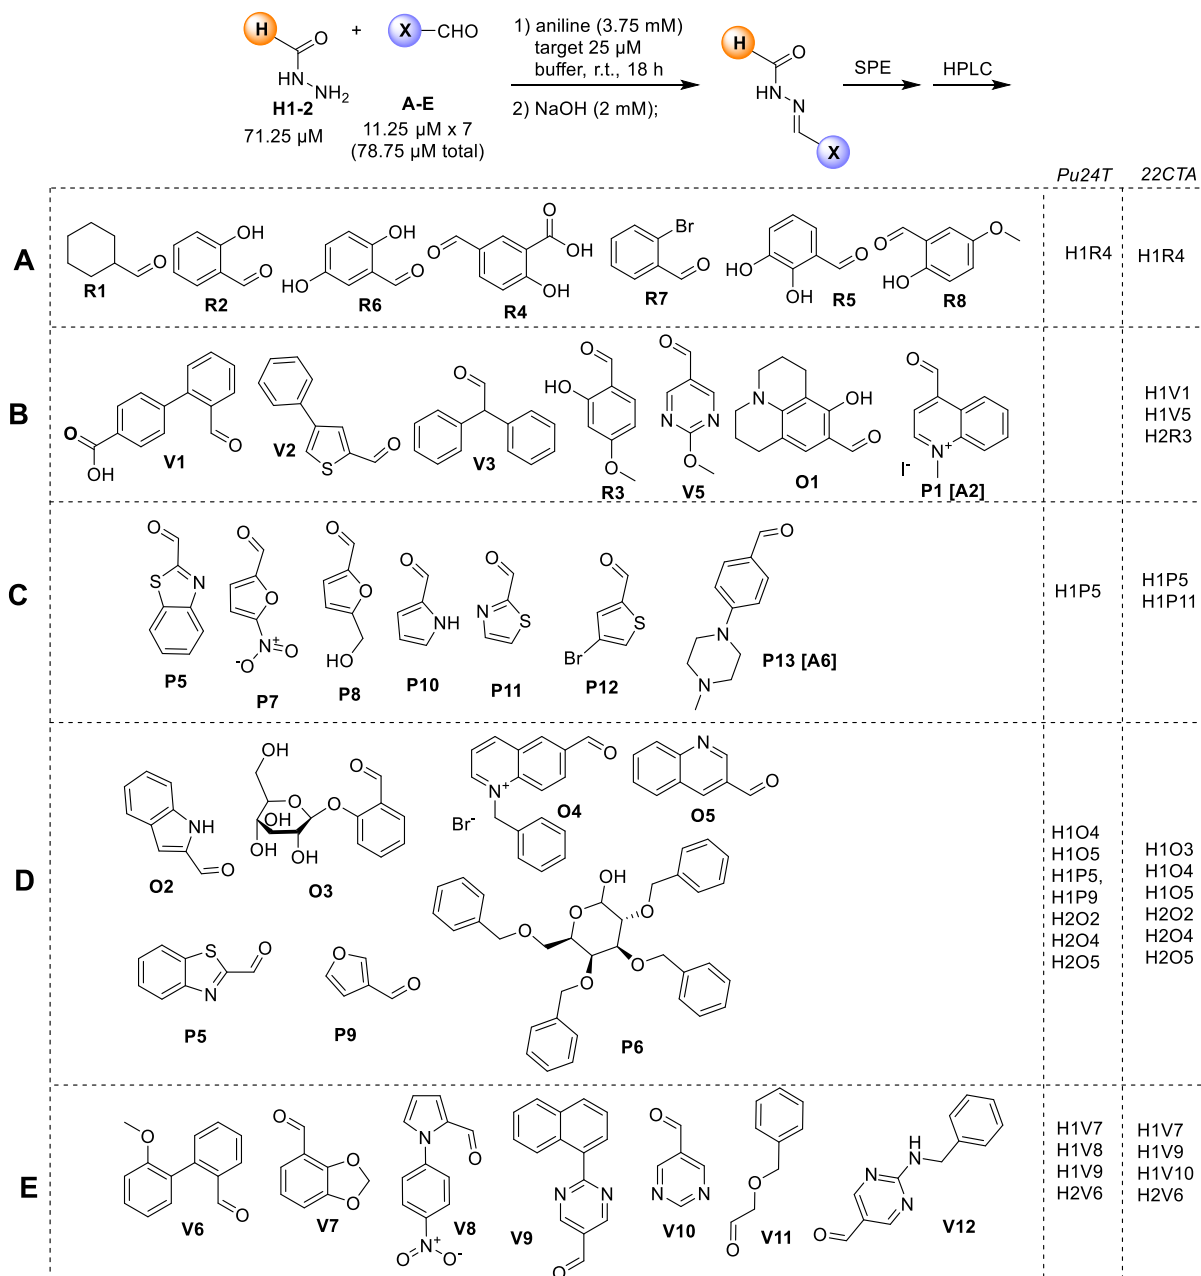 H
O
HN
NH2
H1-2
71.25 µM
+
X
CHO
A-E
11.25 µM x 7
(78.75 µM total)
1) aniline (3.75 mM)
target 25 µM
buffer, r.t., 18 h
2) NaOH (2 mM);
H
O
HN
N
X
SPE
HPLC
Pu24T
22CTA
A
O
R1
OH
O
R2
OH
HO
O
R6
O
O
OH
OH
R4
Br
O
R7
HO
OH
O
R5
O
HO
O
R8
H1R4
H1R4
B
O
OH
O
V1
S
O
V2
O
V3
O
HO
O
R3
O
N
N
O
V5
N
OH
O
O1
O
N+
I-
P1 [A2]
H1V1
H1V5
H2R3
C
O
S
N
P5
O
O
N+
-O
O
P7
O
O
HO
P8
O
NH
P10
O
N
S
P11
O
S
Br
P12
O
N
N
P13 [A6]
H1P5
H1P5
H1P11
D
NH
O
O2
OH
O
O
O
OH
OH
OH
O3
O
N+
Br-
O4
N
O
O5
S
N
O
P5
O
O
P9
OH
O
O
O
O
O
P6
H1O4
H1O5
H1P5,
H1P9
H2O2
H2O4
H2O5
H1O3
H1O4
H1O5
H2O2
H2O4
H2O5
E
O
O
V6
O
O
O
V7
N
O
N+
O
O-
V8
N
N
O
V9
O
N
N
V10
O
O
V11
H
N
N
N
O
V12
H1V7
H1V8
H1V9
H2V6
H1V7
H1V9
H1V10
H2V6